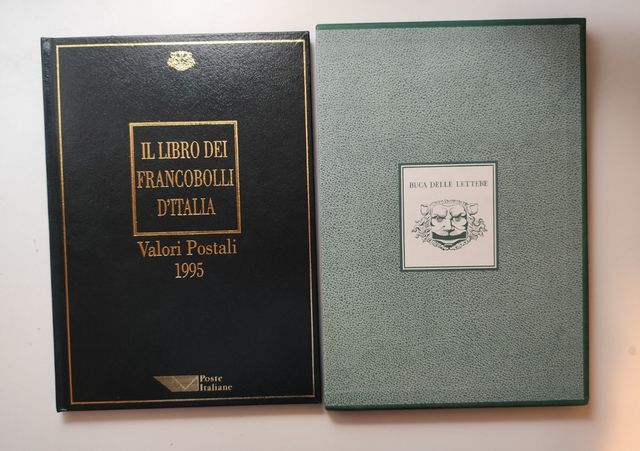 IL LIBRO DEI
FRANCOBOLLI
D'ITALIA
Valori Postali
1995
Poste
Italiane
BUCA DELLE LETTERE